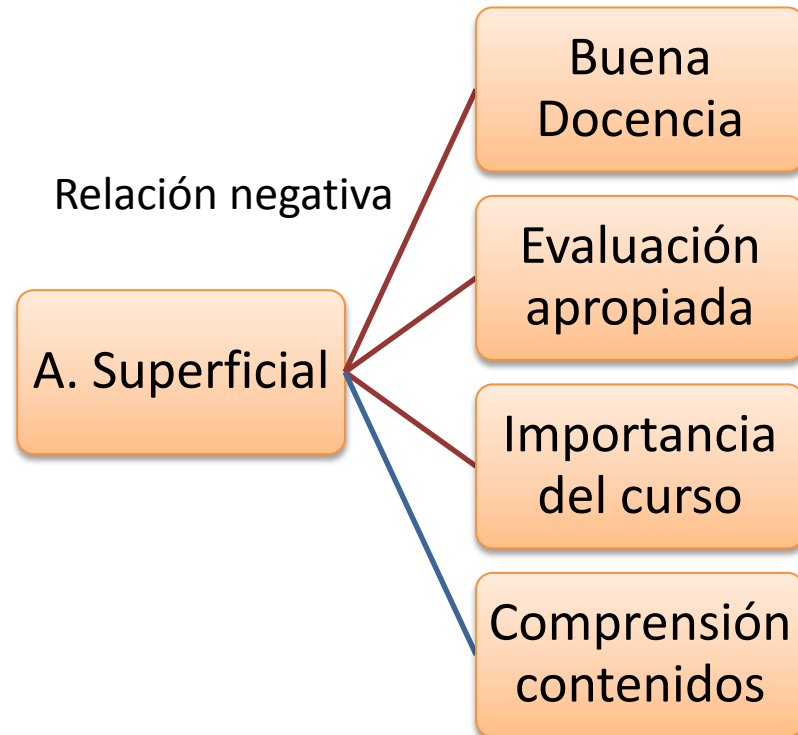 Relación negativa
A. Superficial
Buena
Docencia
Evaluación
apropiada
Importancia
del curso
Comprensión
contenidos